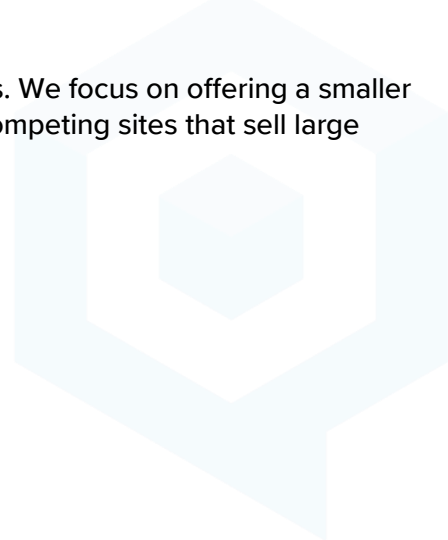 s. We focus on offering a smaller
ompeting sites that sell large